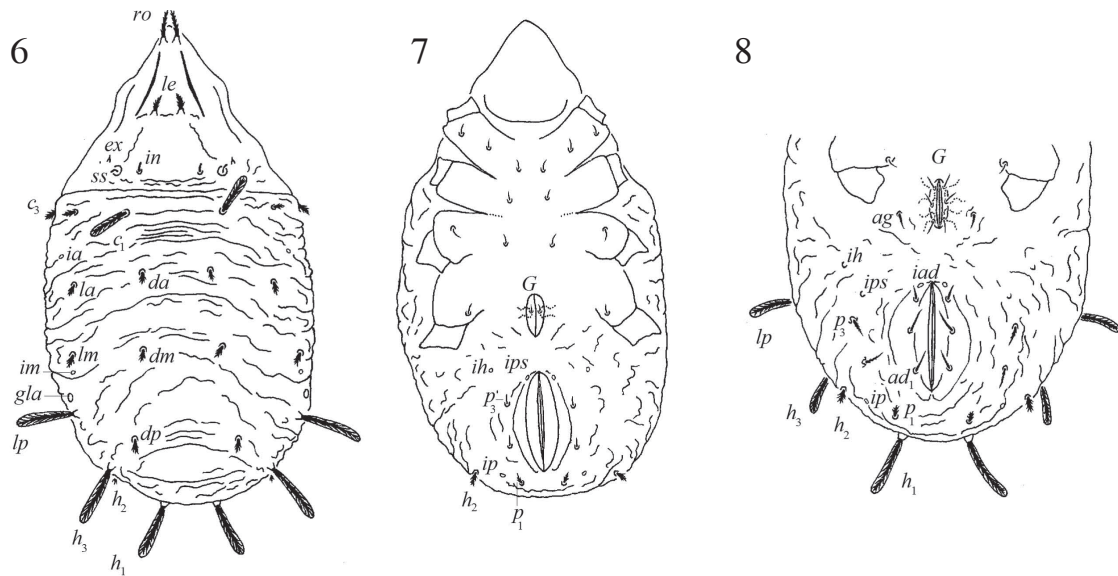 6
ro
le
ex
in
ss
c3
c1
ia
la
da
lm
dm
im
gla
lp
dp
h2
h3
h1
7
G
ih
ips
p3
ip
h2
p1
8
G
ag
ih
iad
ips
lp
p3
ad1
h3
h2
ip
p1
h1